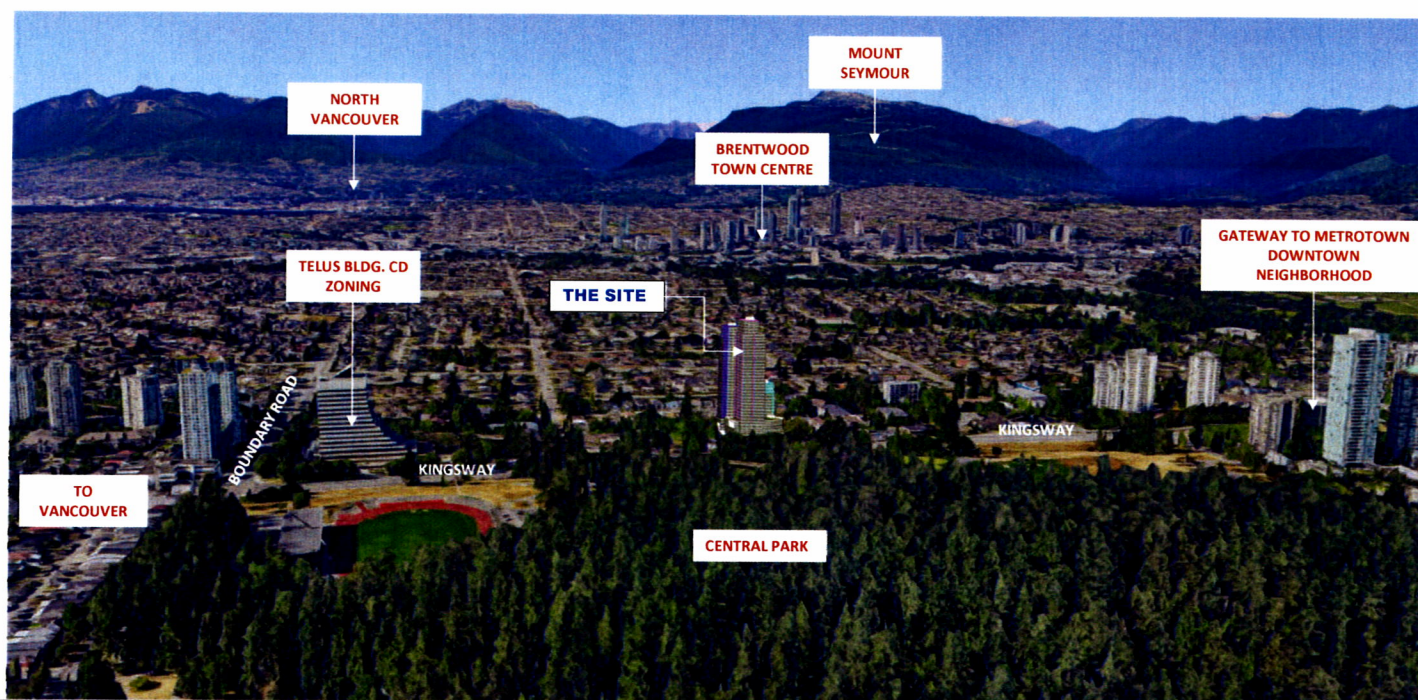 MOUNT
SEYMOUR
NORTH
VANCOUVER
BRENTWOOD
TOWN CENTRE
GATEWAY TO METROTOWN
DOWNTOWN
NEIGHBORHOOD
TELUS BLDG. CD
ZONING
THE SITE
BOUNDARY ROAD
KINGSWAY
KINGSWAY
TO
VANCOUVER
CENTRAL PARK